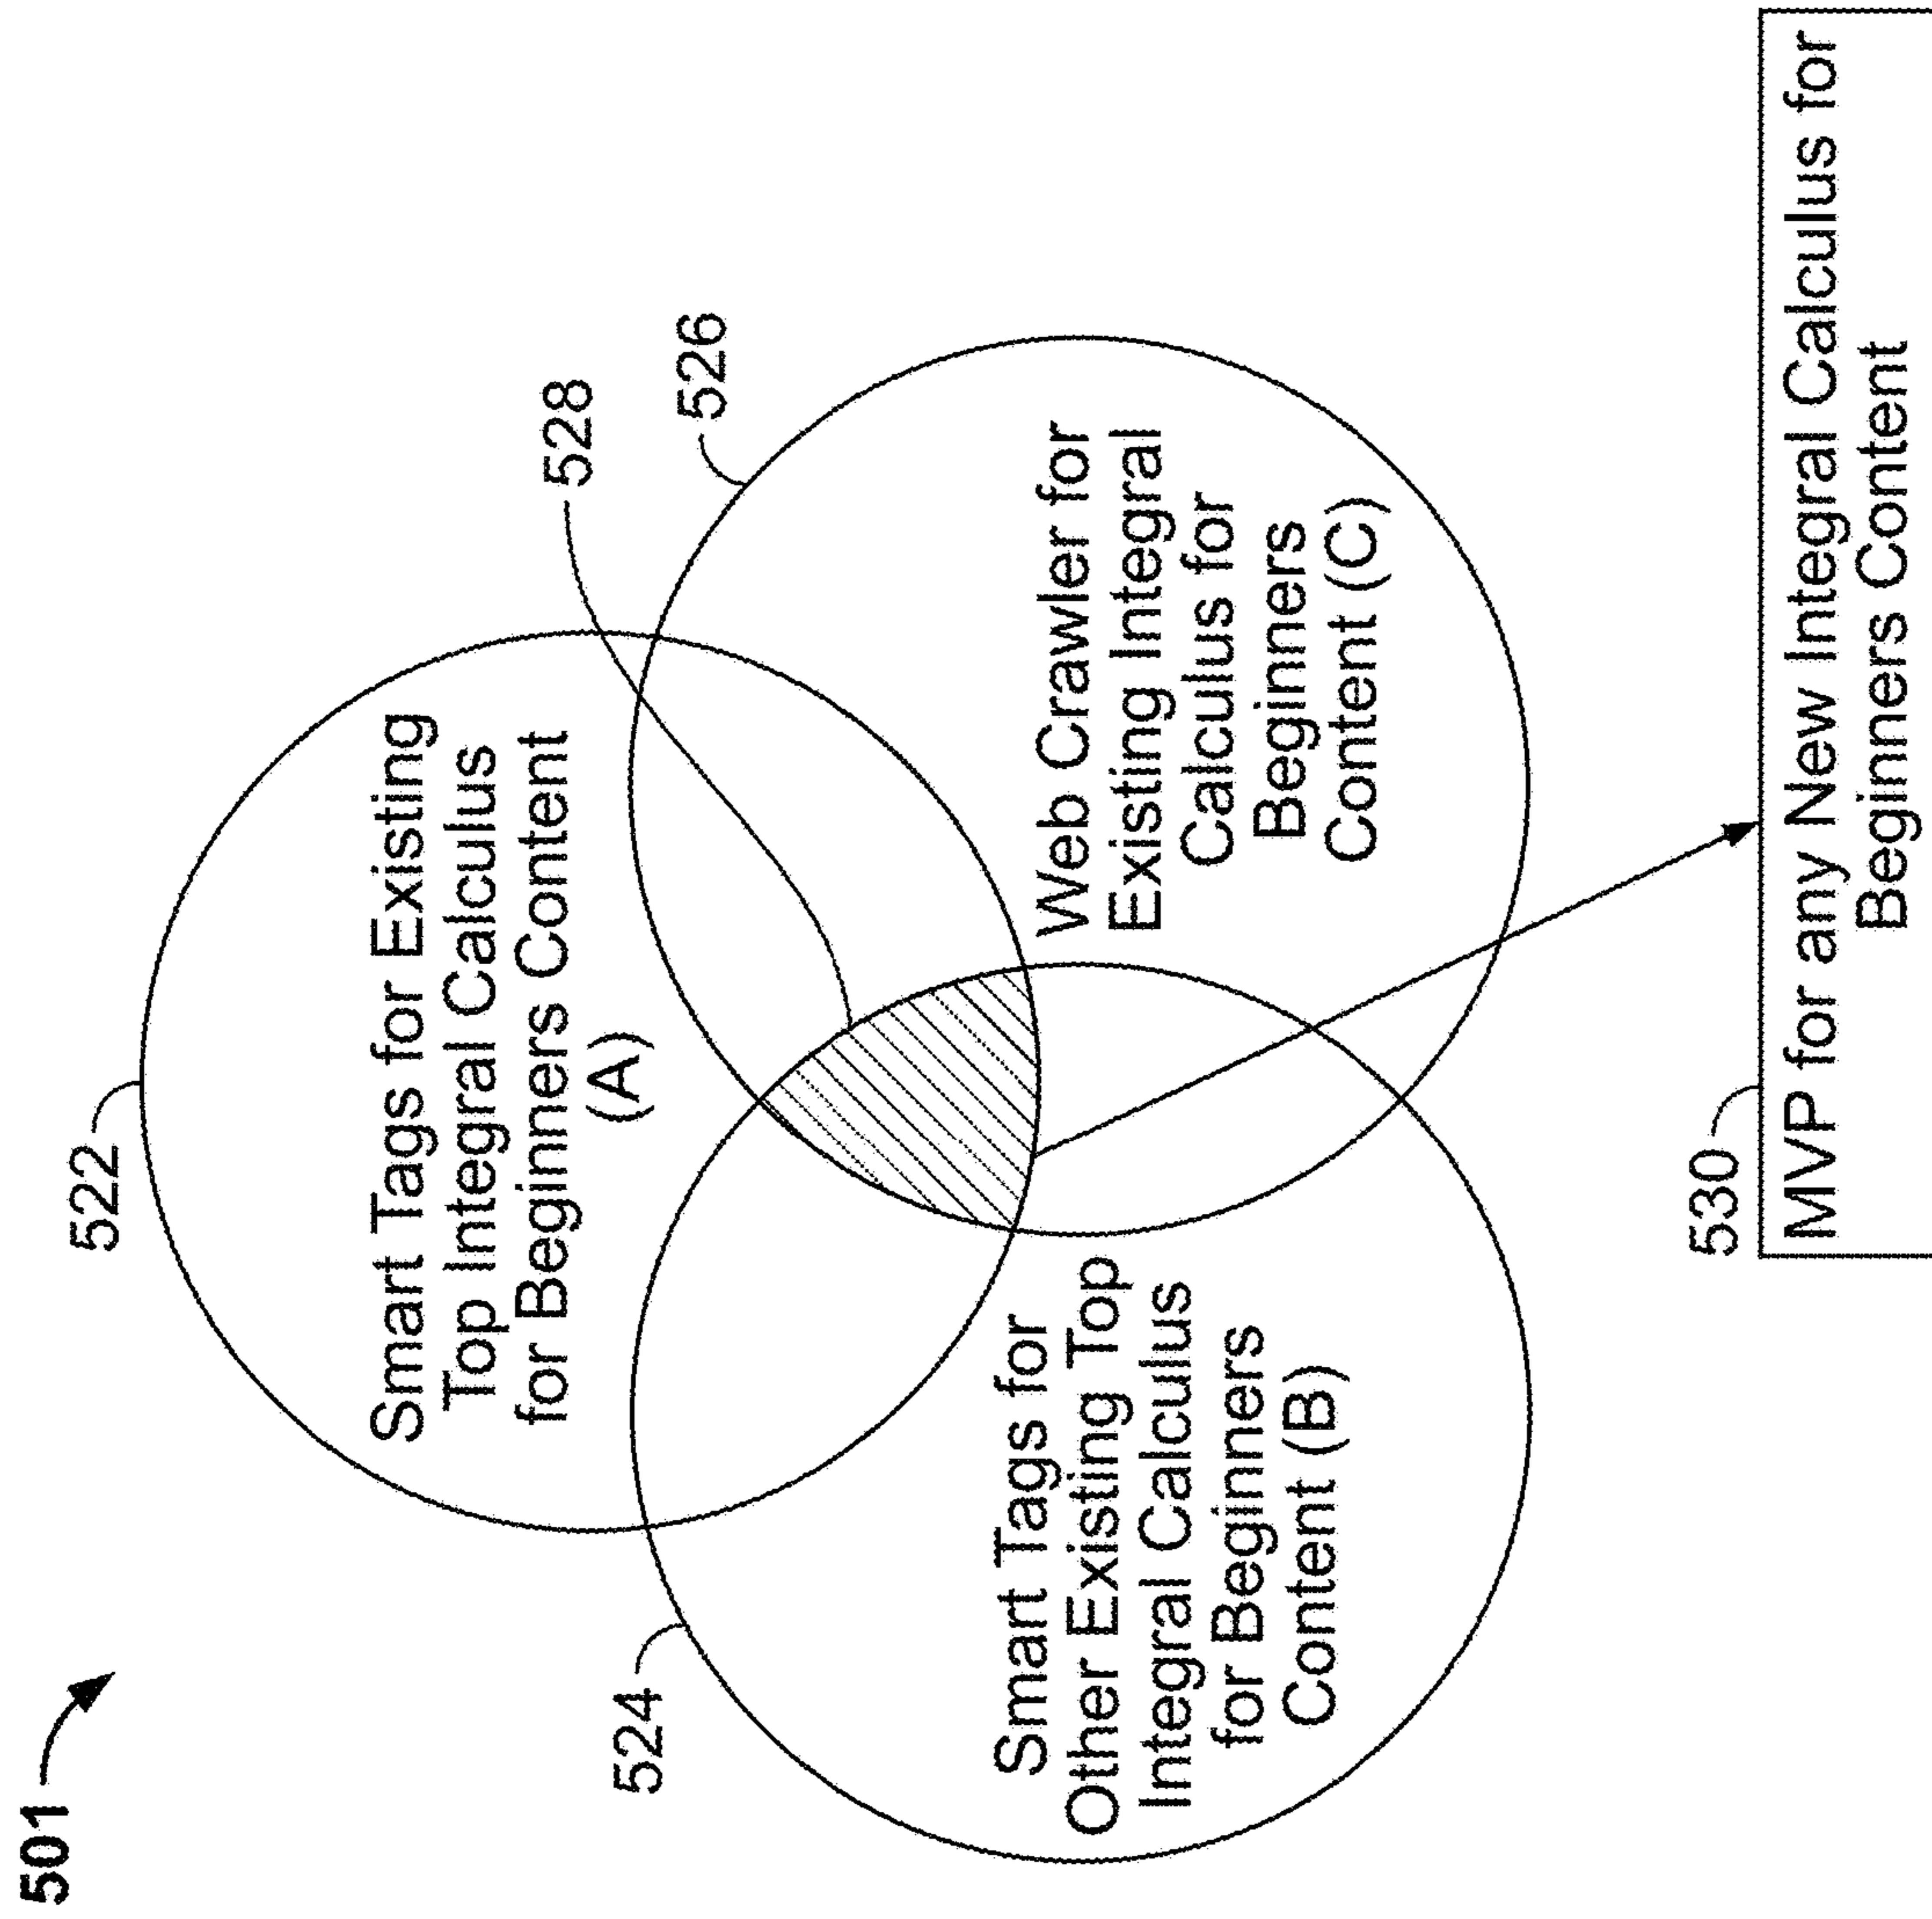 501
522
Smart Tags for Existing
Top Integral Calculus
for Beginners Content
(A)
528
524
526
Smart Tags for
Other Existing Top
Integral Calculus
for Beginners
Content (B)
Web Crawler for
Existing Integral
Calculus for
Beginners
Content (C)
530
MVP for any New Integral Calculus for
Beginners Content